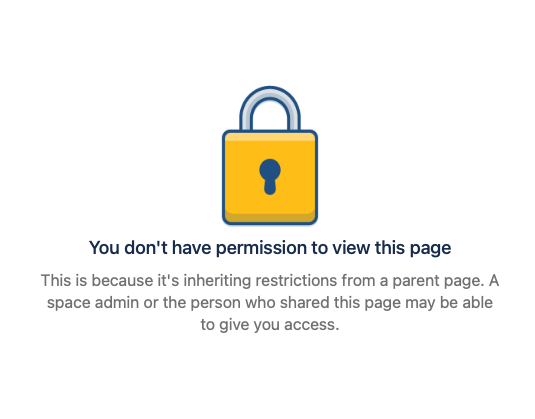 You don't have permission to view this page
This is because it's inheriting restrictions from a parent page. A
space admin or the person who shared this page may be able
to give you access.